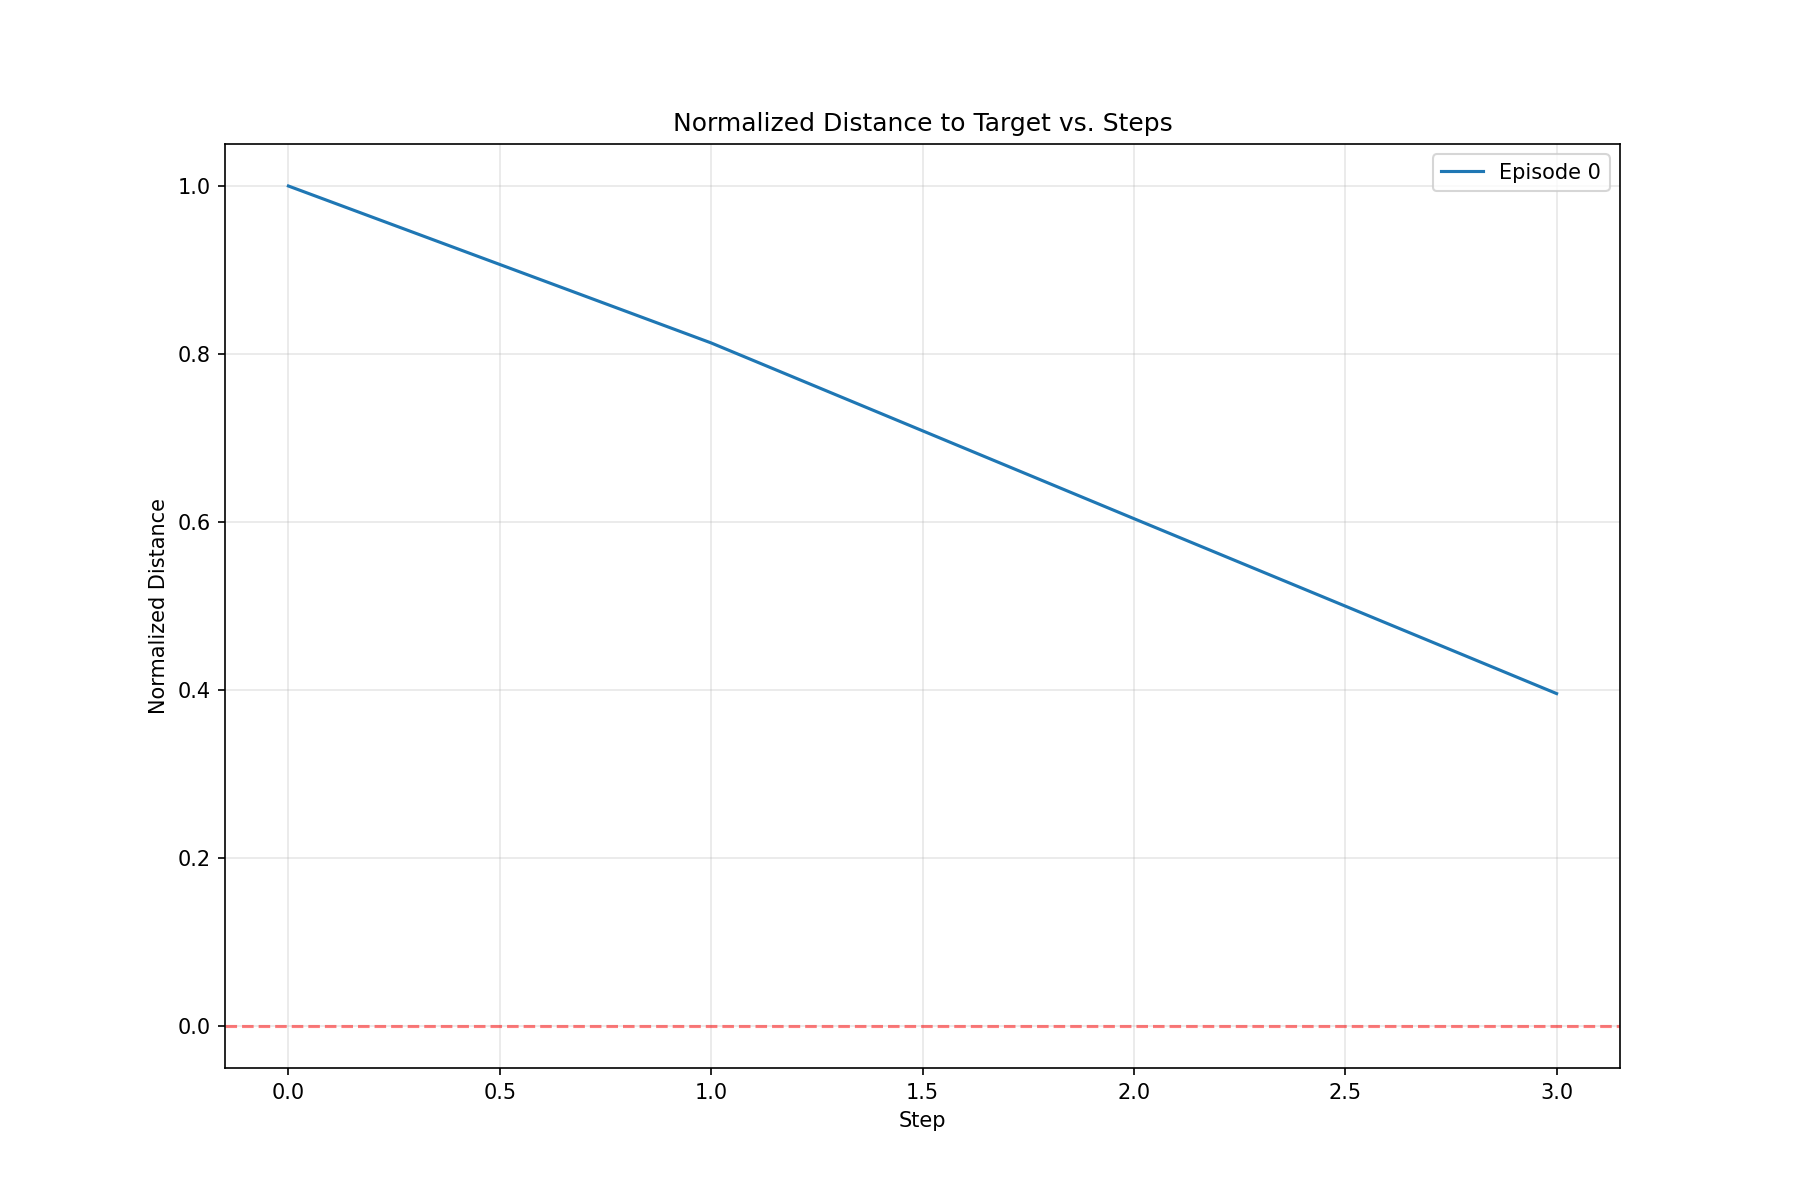 Normalized Distance to Target vs. Steps
Episode 0
1.0
0.8
0.6
0.4
0.2
0.0
Normalized Distance
0.0 0.5 1.0 1.5 2.0 2.5 3.0
Step